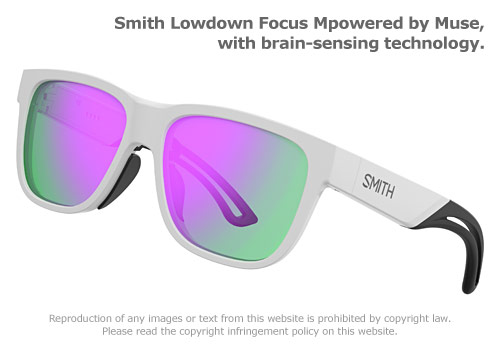 Smith Lowdown Focus Mpowered by Muse,
with brain-sensing technology.
SMITH
Reproduction of any images or text from this website is prohibited by copyright law.
Please read the copyright infringement policy on this website.